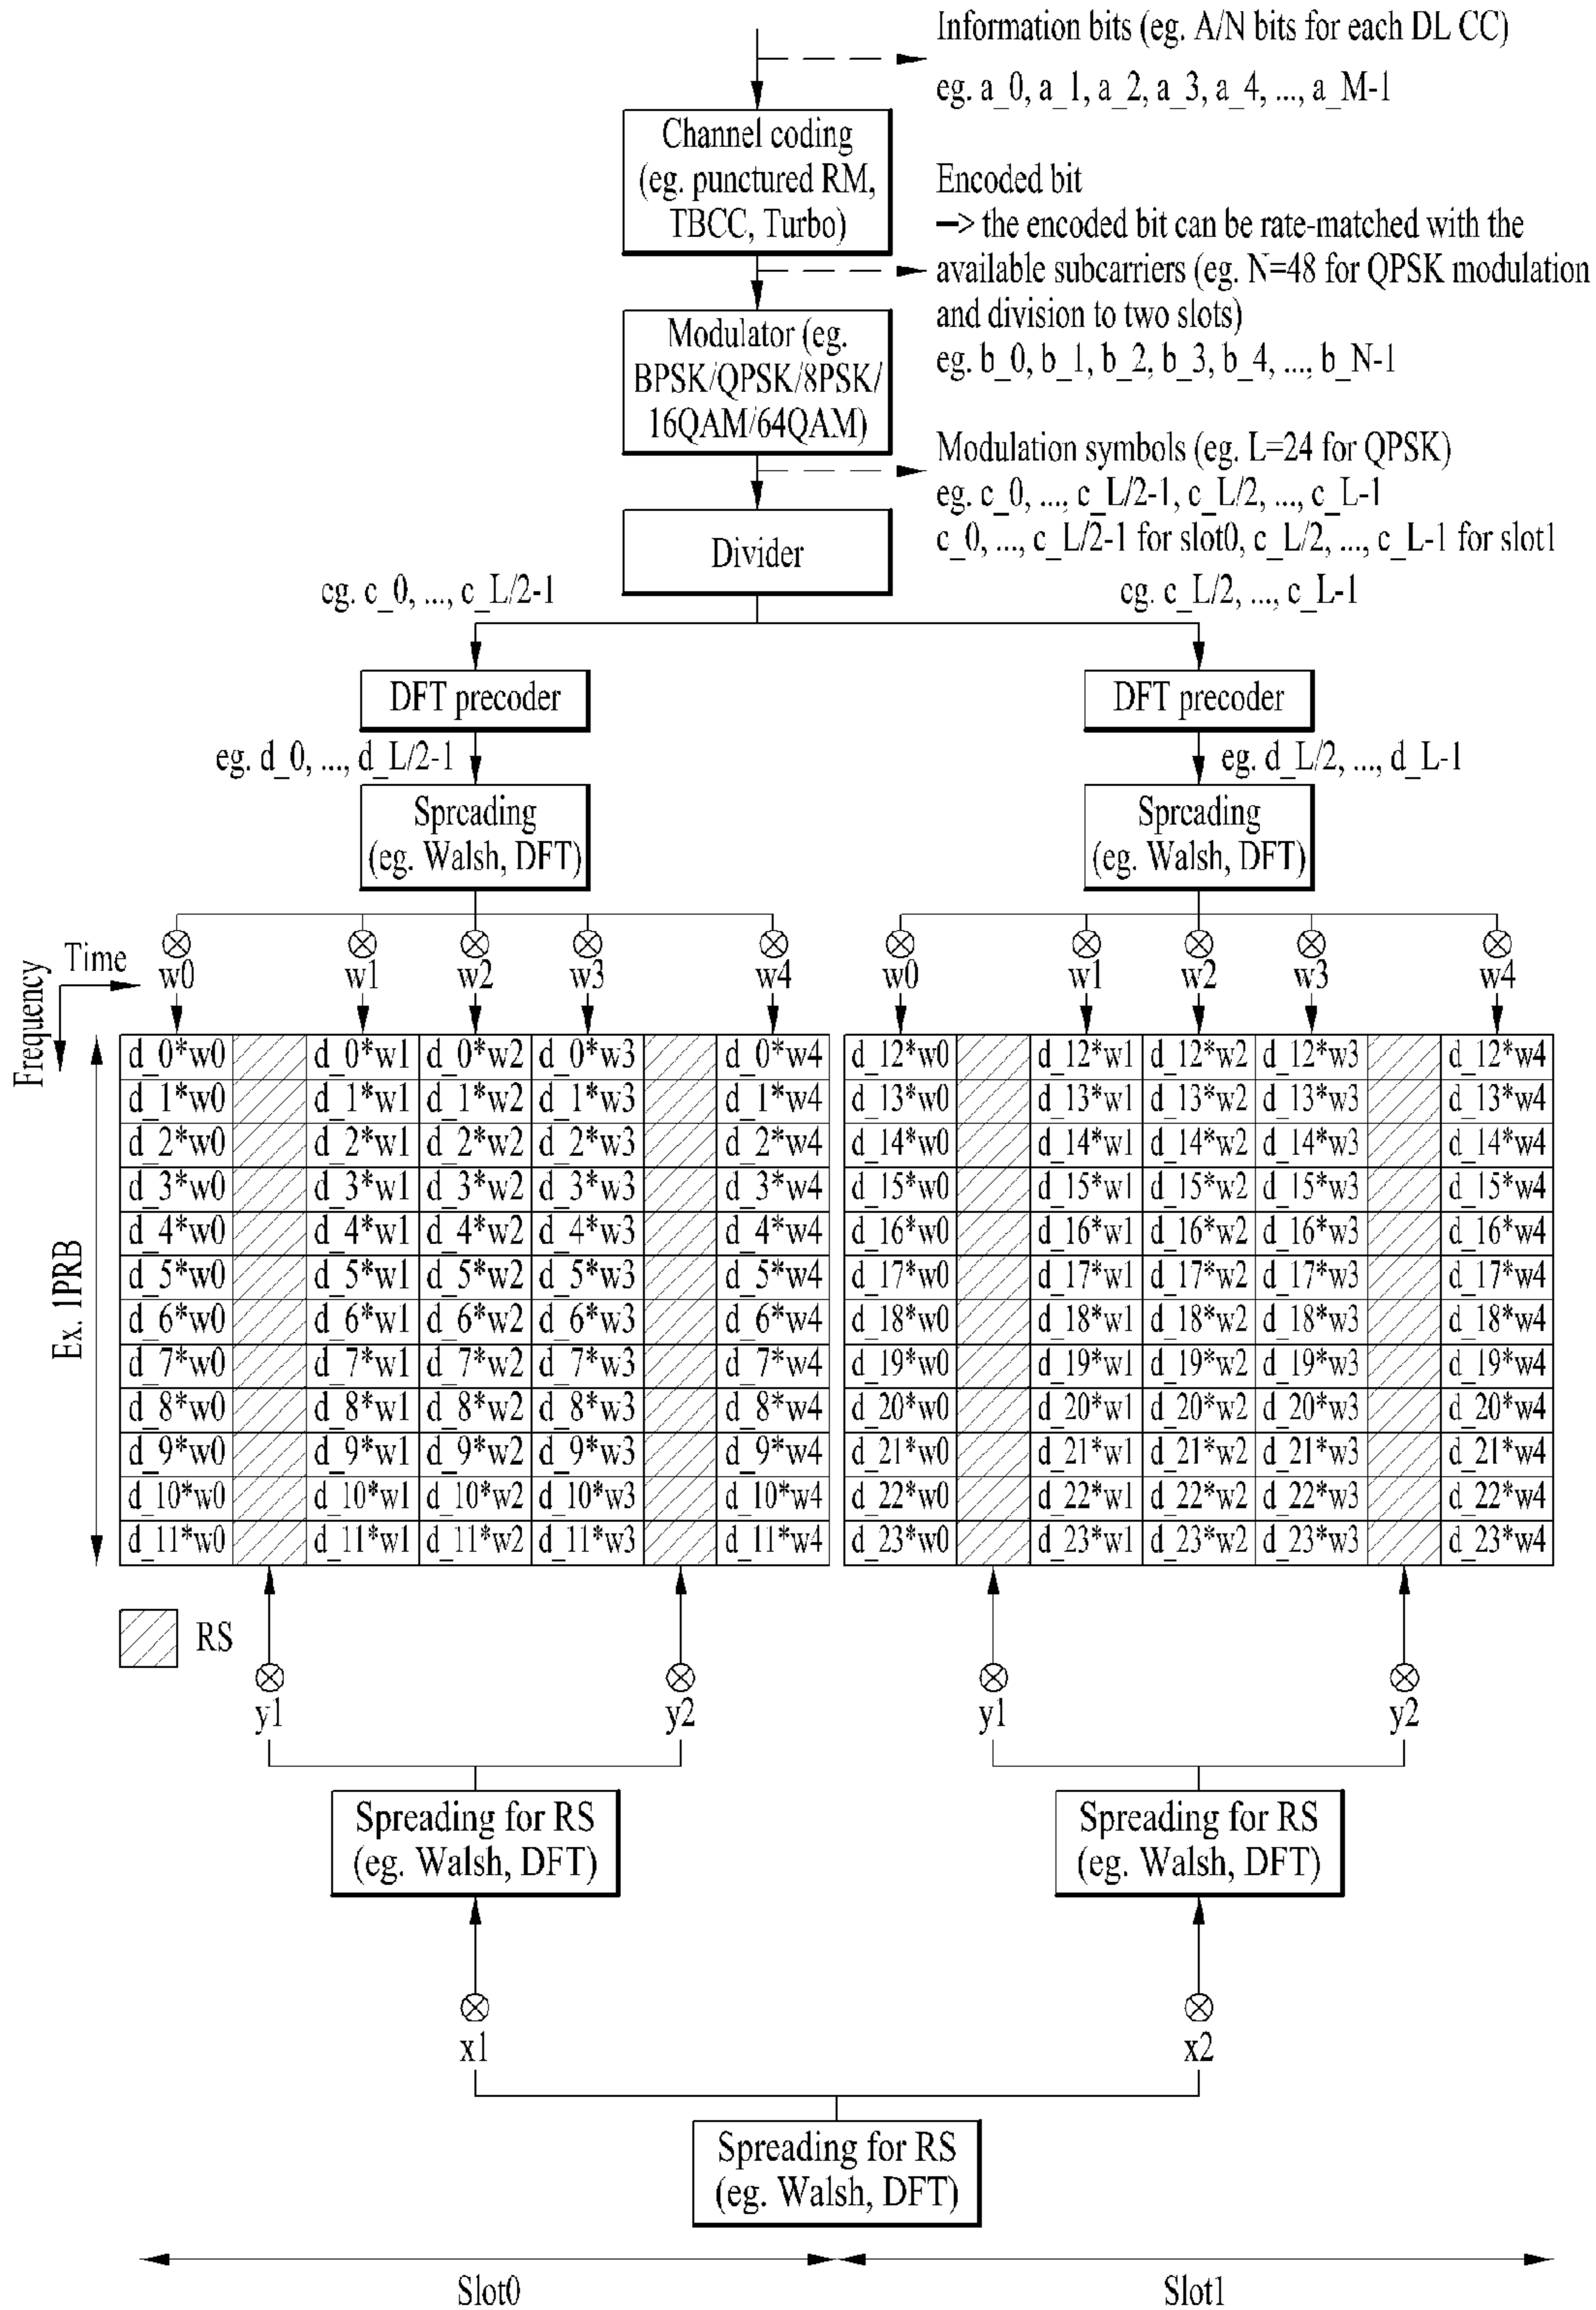 Information bits (eg. A/N bits for each DL CC)
eg. a_0, a_1, a_2, a_3, a_4, ..., a_M-1
Channel coding
(eg. punctured RM,
TBCC, Turbo)
Encoded bit
–> the encoded bit can be rate-matched with the
available subcarriers (eg. N=48 for QPSK modulation
and division to two slots)
eg. b_0, b_1, b_2, b_3, b_4, ..., b_N-1
Modulator (eg.
BPSK/QPSK/8PSK/
16QAM/64QAM)
Modulation symbols (eg. L=24 for QPSK)
eg. c_0, ..., c_L/2-1, c_L/2, ..., c_L-1
c_0, ..., c_L/2-1 for slot0, c_L/2, ..., c_L-1 for slot1
Divider
eg. c_0, ..., c_L/2-1 eg. c_L/2, ..., c_L-1
DFT precoder DFT precoder
eg. d_0, ..., d_L/2-1 eg. d_L/2, ..., d_L-1
Spreading Spreading
(eg. Walsh, DFT) (eg. Walsh, DFT)
Time
Frequency
w0 w1 w2 w3 w4 w0 w1 w2 w3 w4
d_0*w0 d_0*w1 d_0*w2 d_0*w3 d_0*w4 d_12*w0 d_12*w1 d_12*w2 d_12*w3 d_12*w4
d_1*w0 d_1*w1 d_1*w2 d_1*w3 d_1*w4 d_13*w0 d_13*w1 d_13*w2 d_13*w3 d_13*w4
d_2*w0 d_2*w1 d_2*w2 d_2*w3 d_2*w4 d_14*w0 d_14*w1 d_14*w2 d_14*w3 d_14*w4
d_3*w0 d_3*w1 d_3*w2 d_3*w3 d_3*w4 d_15*w0 d_15*w1 d_15*w2 d_15*w3 d_15*w4
d_4*w0 d_4*w1 d_4*w2 d_4*w3 d_4*w4 d_16*w0 d_16*w1 d_16*w2 d_16*w3 d_16*w4
d_5*w0 d_5*w1 d_5*w2 d_5*w3 d_5*w4 d_17*w0 d_17*w1 d_17*w2 d_17*w3 d_17*w4
d_6*w0 d_6*w1 d_6*w2 d_6*w3 d_6*w4 d_18*w0 d_18*w1 d_18*w2 d_18*w3 d_18*w4
d_7*w0 d_7*w1 d_7*w2 d_7*w3 d_7*w4 d_19*w0 d_19*w1 d_19*w2 d_19*w3 d_19*w4
d_8*w0 d_8*w1 d_8*w2 d_8*w3 d_8*w4 d_20*w0 d_20*w1 d_20*w2 d_20*w3 d_20*w4
d_9*w0 d_9*w1 d_9*w2 d_9*w3 d_9*w4 d_21*w0 d_21*w1 d_21*w2 d_21*w3 d_21*w4
d_10*w0 d_10*w1 d_10*w2 d_10*w3 d_10*w4 d_22*w0 d_22*w1 d_22*w2 d_22*w3 d_22*w4
d_11*w0 d_11*w1 d_11*w2 d_11*w3 d_11*w4 d_23*w0 d_23*w1 d_23*w2 d_23*w3 d_23*w4
Ex. 1PRB
RS
y1 y2 y1 y2
Spreading for RS Spreading for RS
(eg. Walsh, DFT) (eg. Walsh, DFT)
x1 x2
Spreading for RS
(eg. Walsh, DFT)
Slot0 Slot1